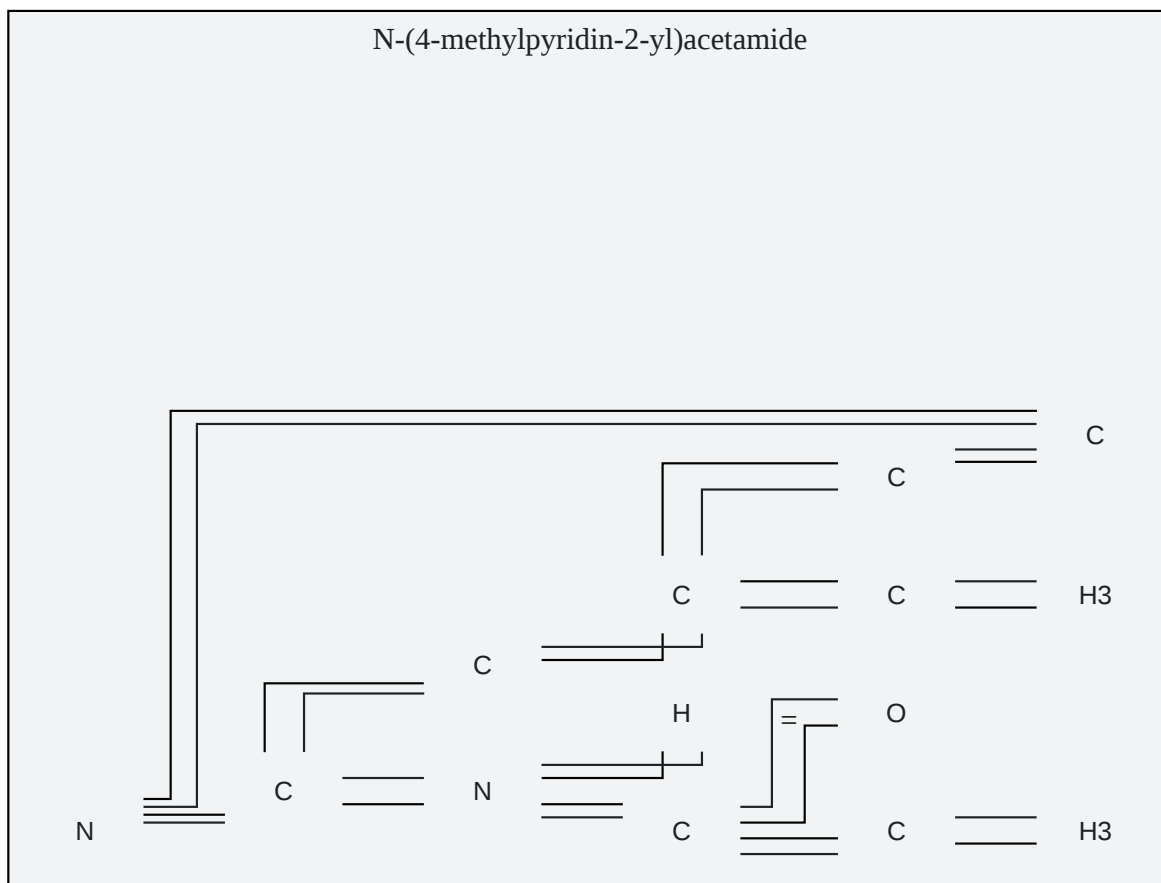 N-(4-methylpyridin-2-yl)acetamide
C
C
C C H3
C
H = O
C N
N C C H3